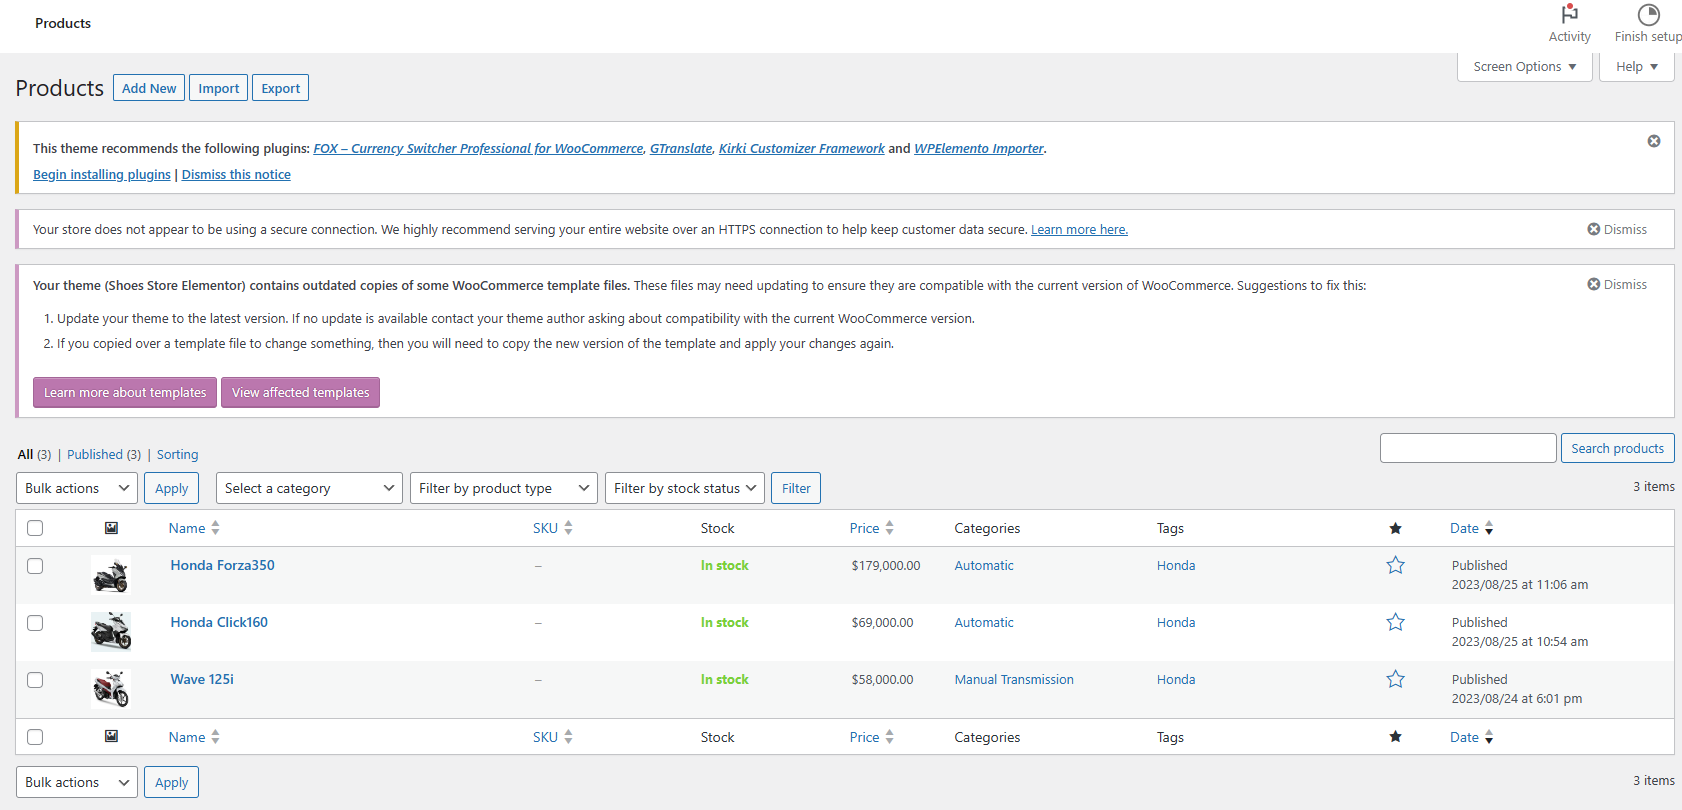 Products
Activity
Finish setup
Screen Options
Help
Products
Add New
Import
Export
This theme recommends the following plugins: FOX – Currency Switcher Professional for WooCommerce, GTranslate, Kirki Customizer Framework and WPElemento Importer.
Begin installing plugins | Dismiss this notice
Your store does not appear to be using a secure connection. We highly recommend serving your entire website over an HTTPS connection to help keep customer data secure. Learn more here.
Dismiss
Your theme (Shoes Store Elementor) contains outdated copies of some WooCommerce template files. These files may need updating to ensure they are compatible with the current version of WooCommerce. Suggestions to fix this:
Dismiss
1. Update your theme to the latest version. If no update is available contact your theme author asking about compatibility with the current WooCommerce version.
2. If you copied over a template file to change something, then you will need to copy the new version of the template and apply your changes again.
Learn more about templates
View affected templates
All (3) | Published (3) | Sorting
Search products
Bulk actions
Apply
Select a category
Filter by product type
Filter by stock status
Filter
3 items
Name SKU Stock Price Categories Tags Date
Honda Forza350 – In stock $179,000.00 Automatic Honda Published
2023/08/25 at 11:06 am
Honda Click160 – In stock $69,000.00 Automatic Honda Published
2023/08/25 at 10:54 am
Wave 125i – In stock $58,000.00 Manual Transmission Honda Published
2023/08/24 at 6:01 pm
Name SKU Stock Price Categories Tags Date
Bulk actions
Apply
3 items